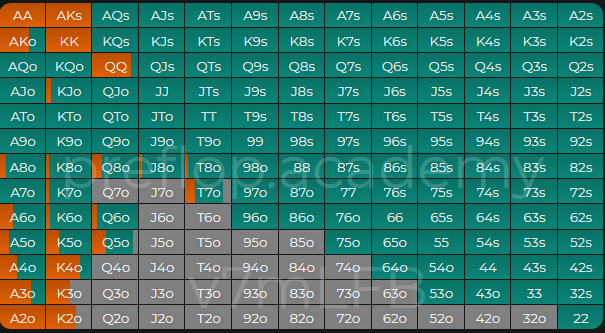 AA AKs AQs AJs ATs A9s A8s A7s A6s A5s A4s A3s A2s
AKo KK KQs KJs KTs K9s K8s K7s K6s K5s K4s K3s K2s
AQo KQo QQ QJs QTs Q9s Q8s Q7s Q6s Q5s Q4s Q3s Q2s
AJo KJo QJo JJ JTs J9s J8s J7s J6s J5s J4s J3s J2s
ATo KTo QTo JTo TT T9s T8s T7s T6s T5s T4s T3s T2s
A9o K9o Q9o J9o T9o 99 98s 97s 96s 95s 94s 93s 92s
A8o K8o Q8o J8o T8o 98o 88 87s 86s 85s 84s 83s 82s
preflop.academy
A7o K7o Q7o J7o T7o 97o 87o 77 76s 75s 74s 73s 72s
A6o K6o Q6o J6o T6o 96o 86o 76o 66 65s 64s 63s 62s
A5o K5o Q5o J5o T5o 95o 85o 75o 65o 55 54s 53s 52s
A4o K4o Q4o J4o T4o 94o 84o 74o 64o 54o 44 43s 42s
A3o K3o Q3o J3o T3o 93o 83o 73o 63o 53o 43o 33 32s
A2o K2o Q2o J2o T2o 92o 82o 72o 62o 52o 42o 32o 22